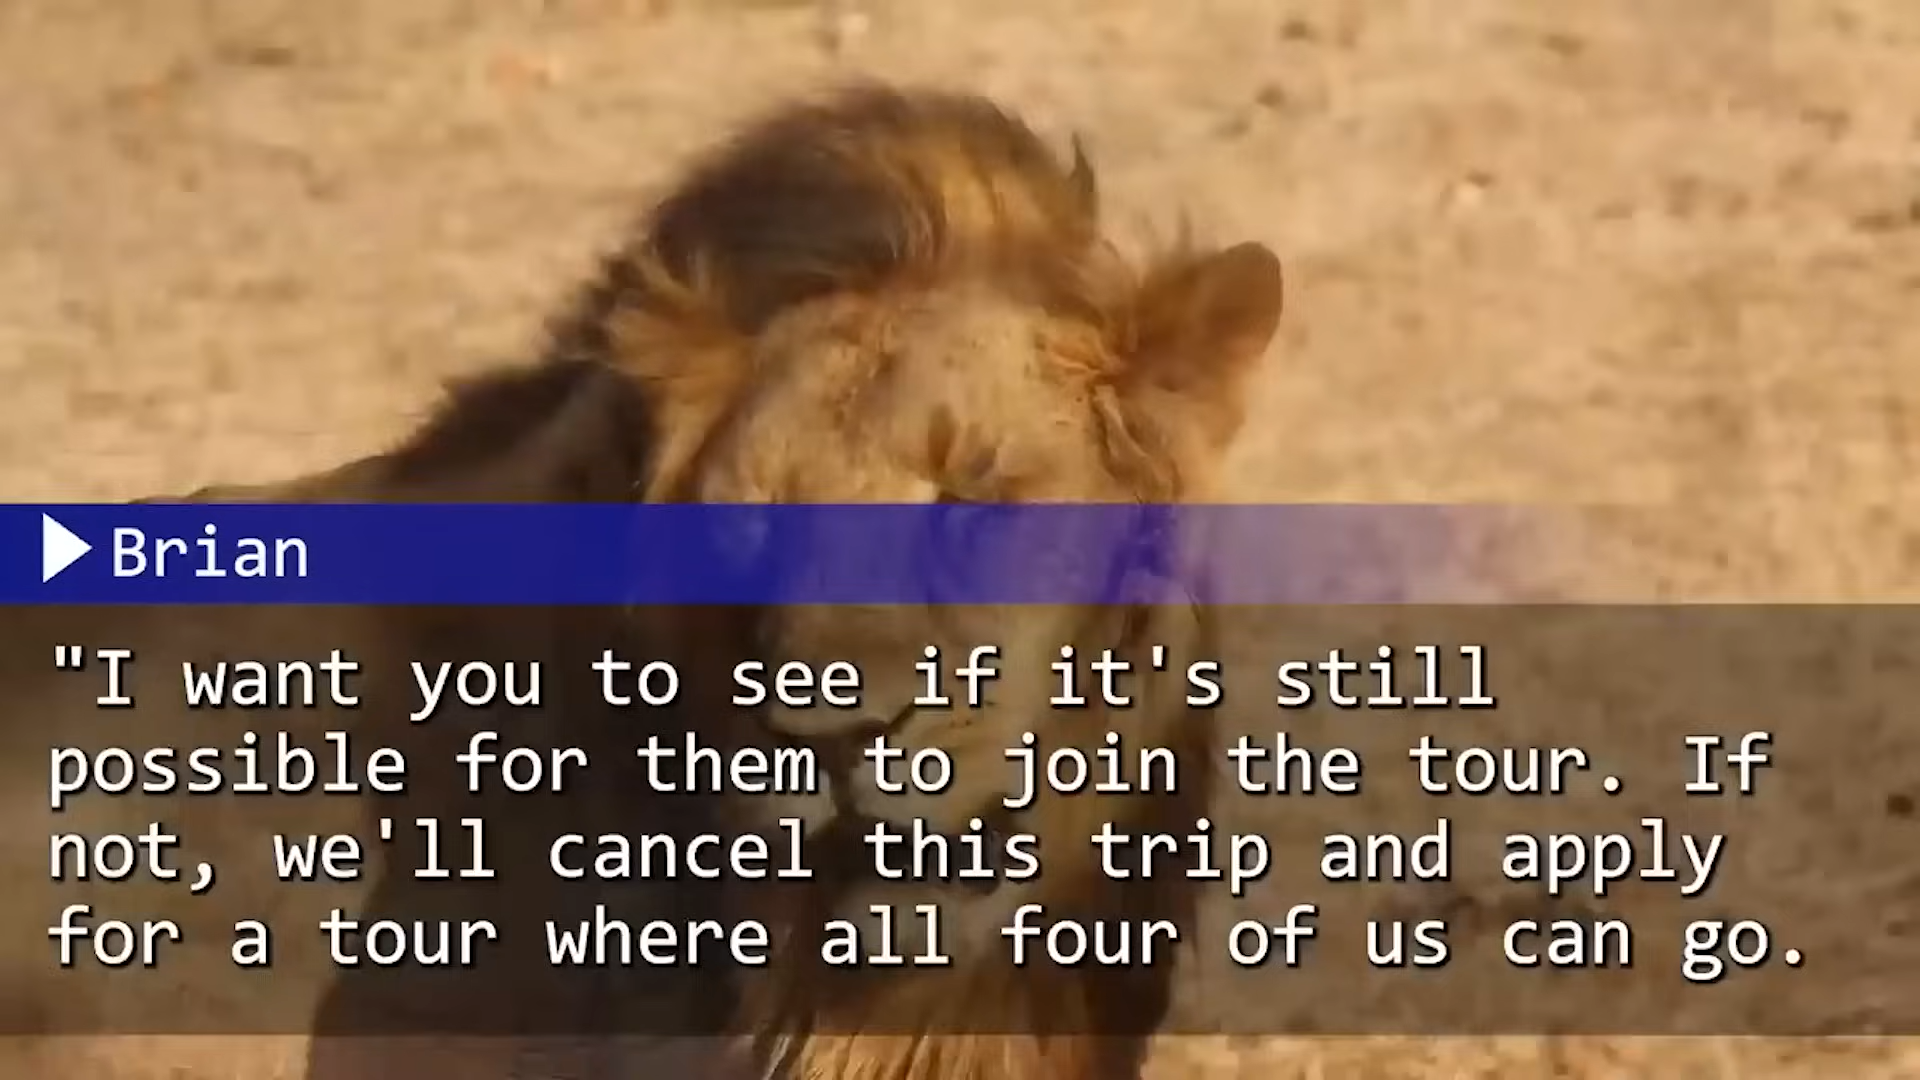 Brian
"I want you to see if it's still
possible for them to join the tour. If
not, we'll cancel this trip and apply
for a tour where all four of us can go.